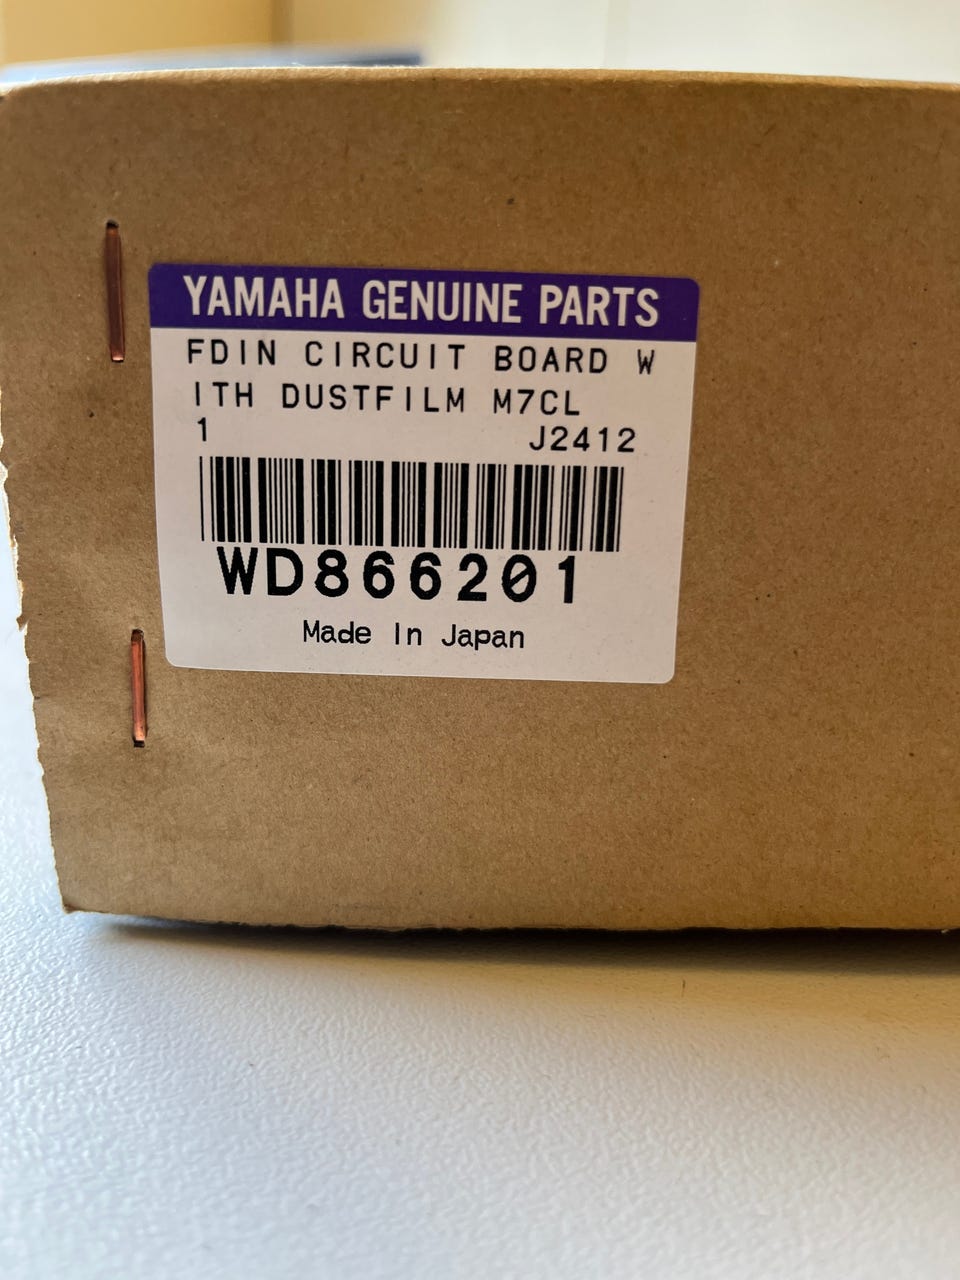 YAMAHA GENUINE PARTS
FDIN CIRCUIT BOARD W
ITH DUSTFILM M7CL
1 J2412
WD866201
Made In Japan